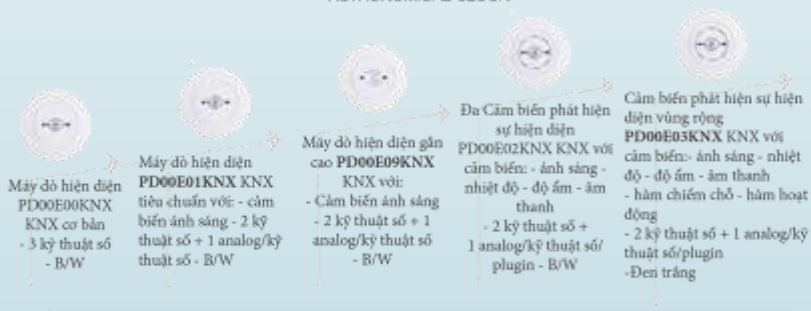 Máy dò hiện diện
PD00E00KNX
KNX cơ bản
- 3 kỹ thuật số
- B/W
Máy dò hiện diện
PD00E01KNX KNX
tiêu chuẩn với: - cảm
biến ánh sáng - 2 kỹ
thuật số + 1 analog/kỹ
thuật số - B/W
Máy dò hiện diện gắn
cao PD00E09KNX
KNX với:
- Cảm biến ánh sáng
- 2 kỹ thuật số + 1
analog/kỹ thuật số
- B/W
Đa Cảm biến phát hiện
sự hiện diện
PD00E02KNX KNX với
cảm biến: - ánh sáng -
nhiệt độ - độ ẩm - âm
thanh
- 2 kỹ thuật số +
1 analog/kỹ thuật số/
plugin - B/W
Cảm biến phát hiện sự hiện
diện vùng rộng
PD00E03KNX KNX với
cảm biến:- ánh sáng - nhiệt
độ - độ ẩm - âm thanh
- hàm chiếm chỗ - hàm hoạt
động
- 2 kỹ thuật số + 1 analog/kỹ
thuật số/plugin
-Đen trắng